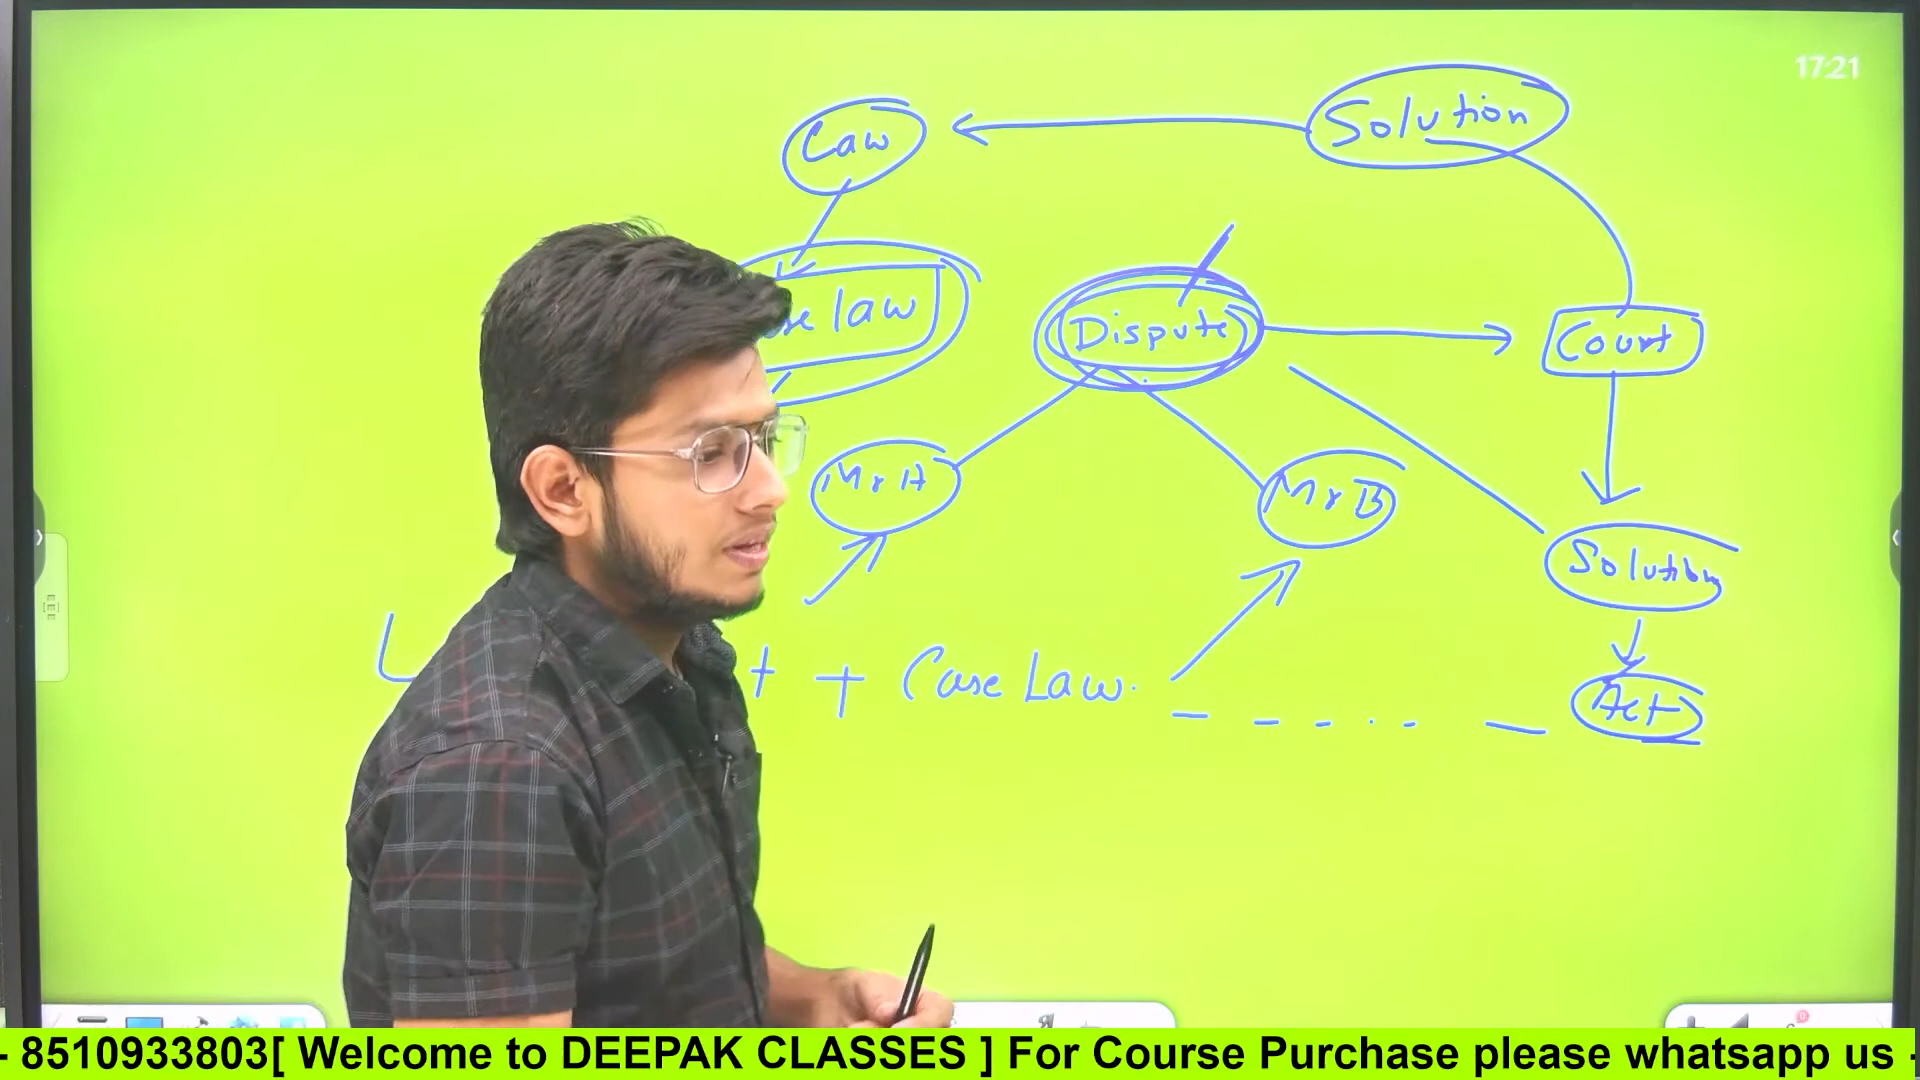 17:21
Solution
Law
se law
Dispute
Court
Mr A
Mr B
Solution
L
t + Case Law.
Act
- 8510933803[ Welcome to DEEPAK CLASSES ] For Course Purchase please whatsapp us -